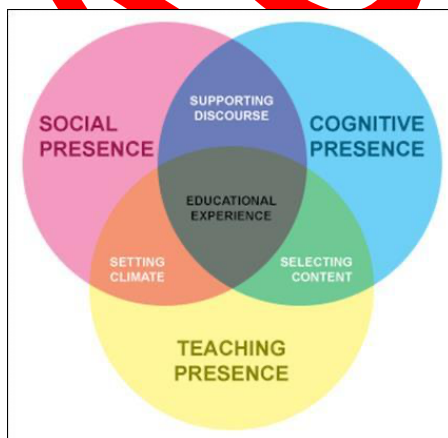 SUPPORTING
DISCOURSE
SOCIAL
PRESENCE
COGNITIVE
PRESENCE
EDUCATIONAL
EXPERIENCE
SETTING
CLIMATE
SELECTING
CONTENT
TEACHING
PRESENCE